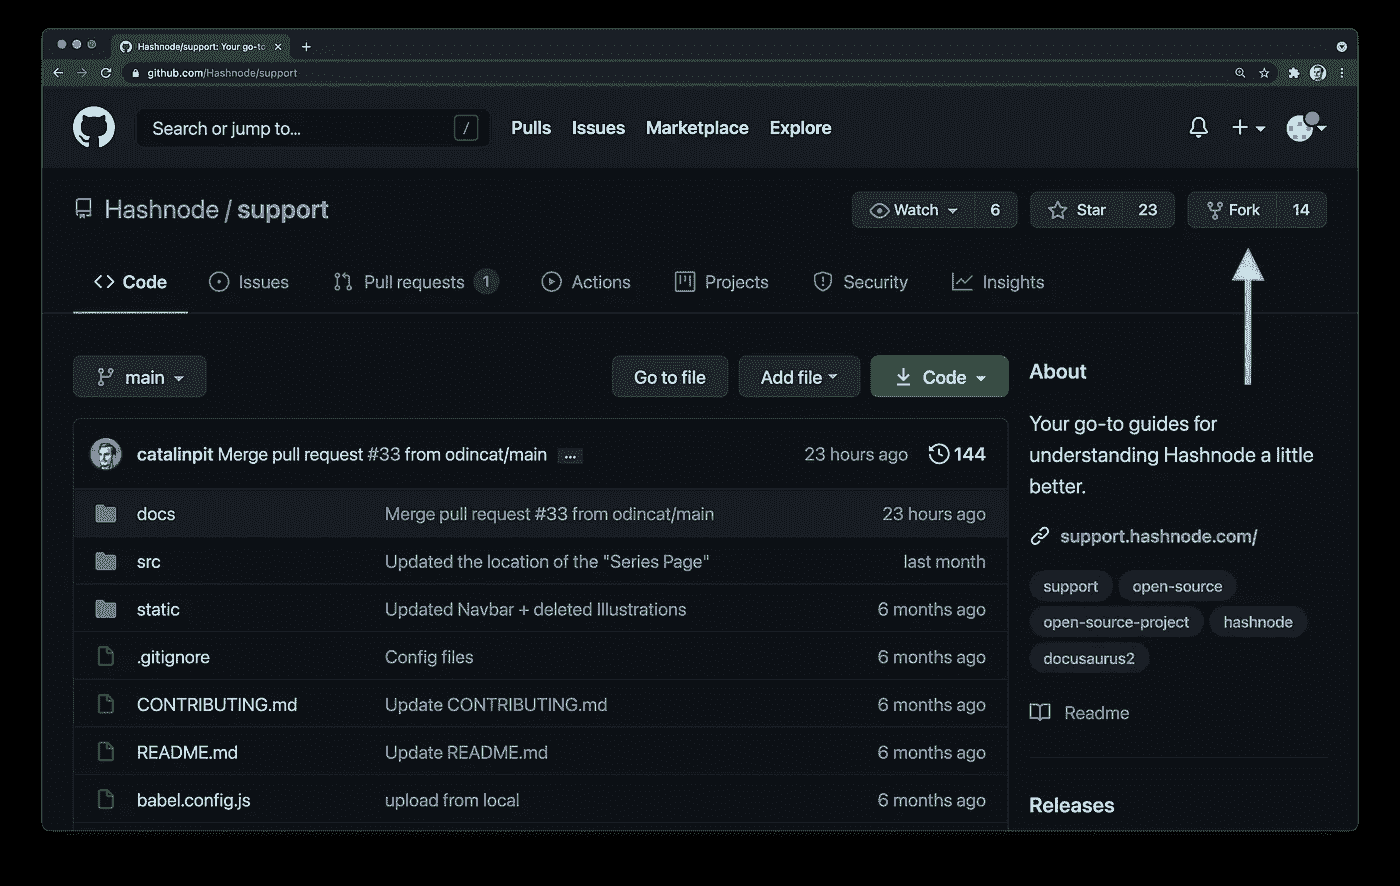 Hashnode/support: Your go-to
github.com/Hashnode/support
Search or jump to... /
Pulls Issues Marketplace Explore
Hashnode / support
Watch 6 Star 23 Fork 14
Code Issues Pull requests 1 Actions Projects Security Insights
main Go to file Add file Code
catalinpit Merge pull request #33 from odincat/main ... 23 hours ago 144
docs Merge pull request #33 from odincat/main 23 hours ago
src Updated the location of the "Series Page" last month
static Updated Navbar + deleted Illustrations 6 months ago
.gitignore Config files 6 months ago
CONTRIBUTING.md Update CONTRIBUTING.md 6 months ago
README.md Update README.md 6 months ago
babel.config.js upload from local 6 months ago
About
Your go-to guides for
understanding Hashnode a little
better.
support.hashnode.com/
support open-source
open-source-project hashnode
docusaurus2
Readme
Releases